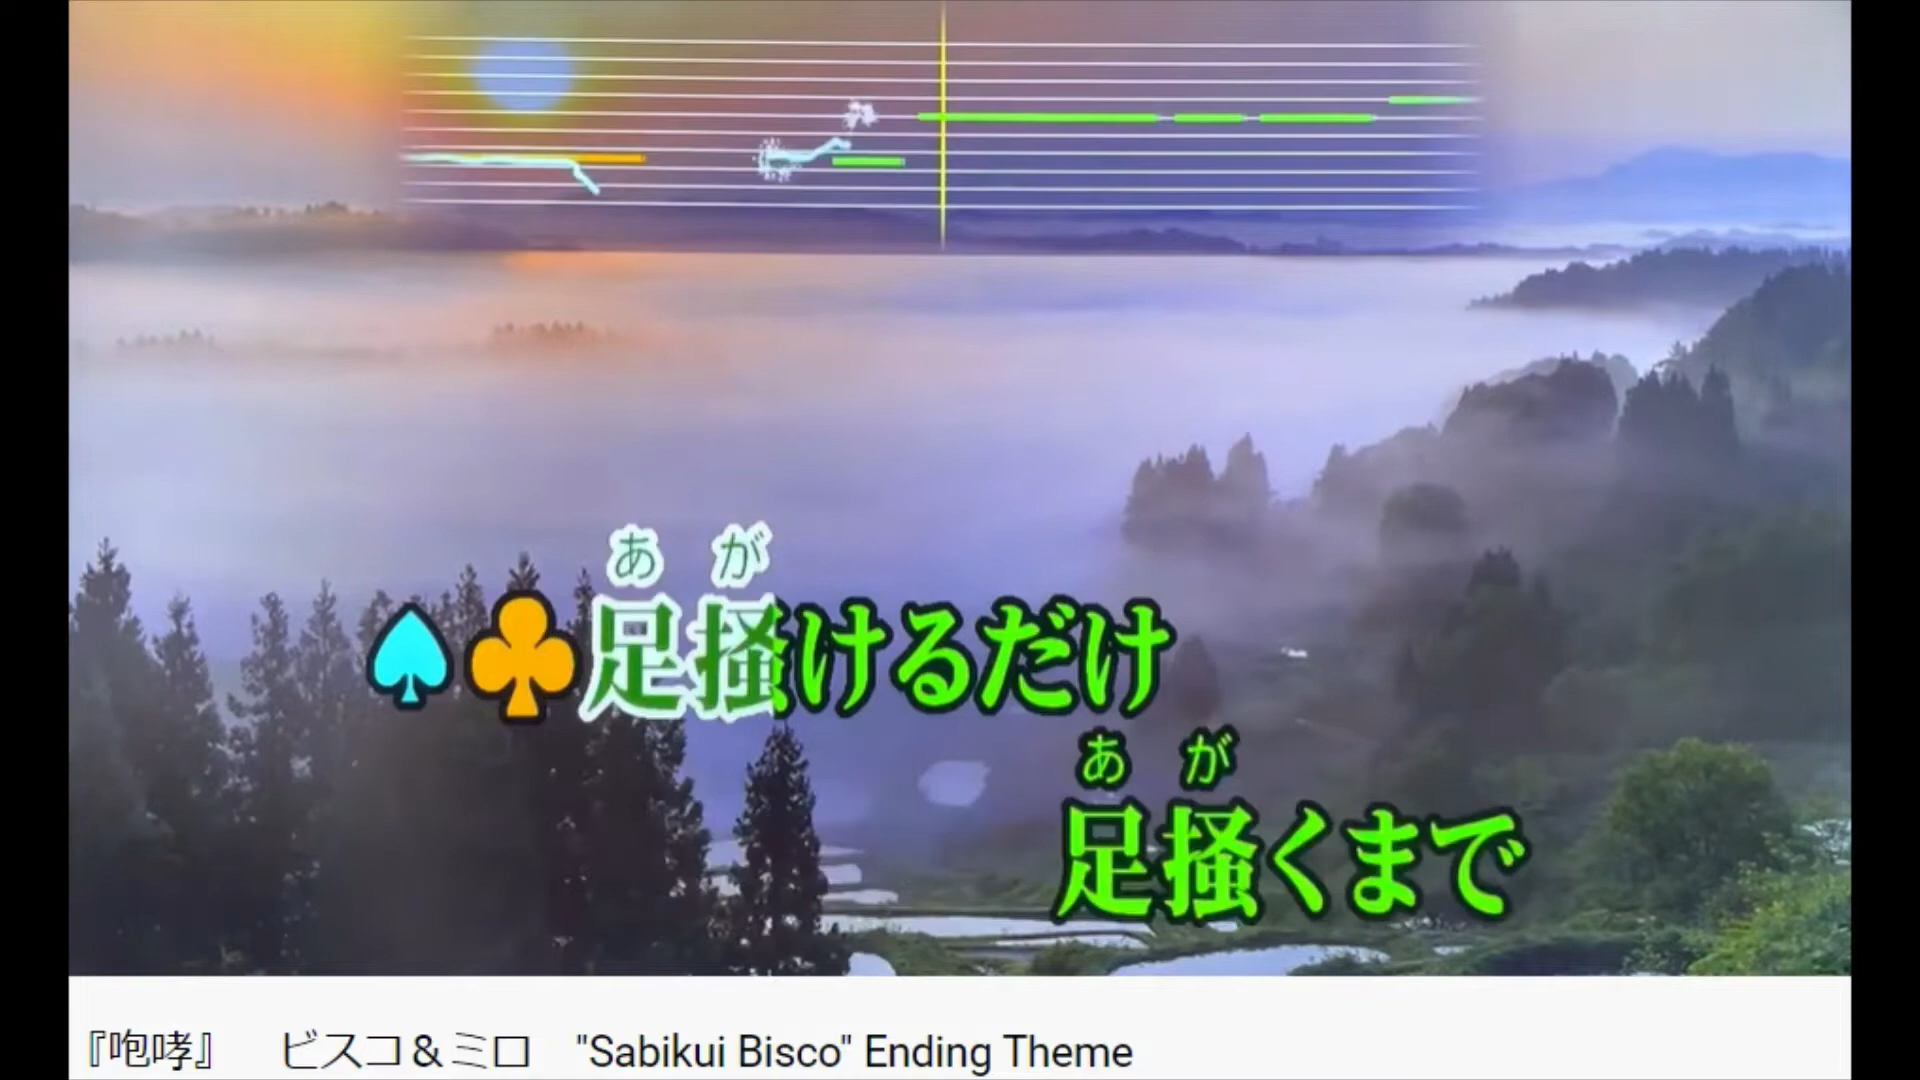 あが
足掻けるだけ
あが
足掻くまで
『咆哮』 ビスコ&ミロ "Sabikui Bisco" Ending Theme